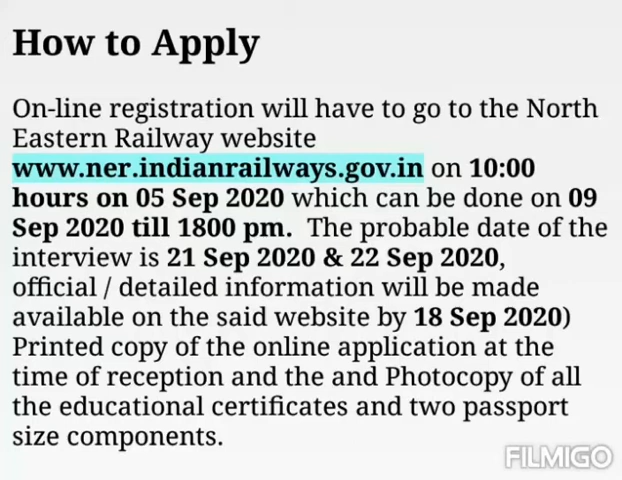 How to Apply
On-line registration will have to go to the North
Eastern Railway website
www.ner.indianrailways.gov.in on 10:00
hours on 05 Sep 2020 which can be done on 09
Sep 2020 till 1800 pm. The probable date of the
interview is 21 Sep 2020 & 22 Sep 2020,
official / detailed information will be made
available on the said website by 18 Sep 2020)
Printed copy of the online application at the
time of reception and the and Photocopy of all
the educational certificates and two passport
size components.
FILMIGO